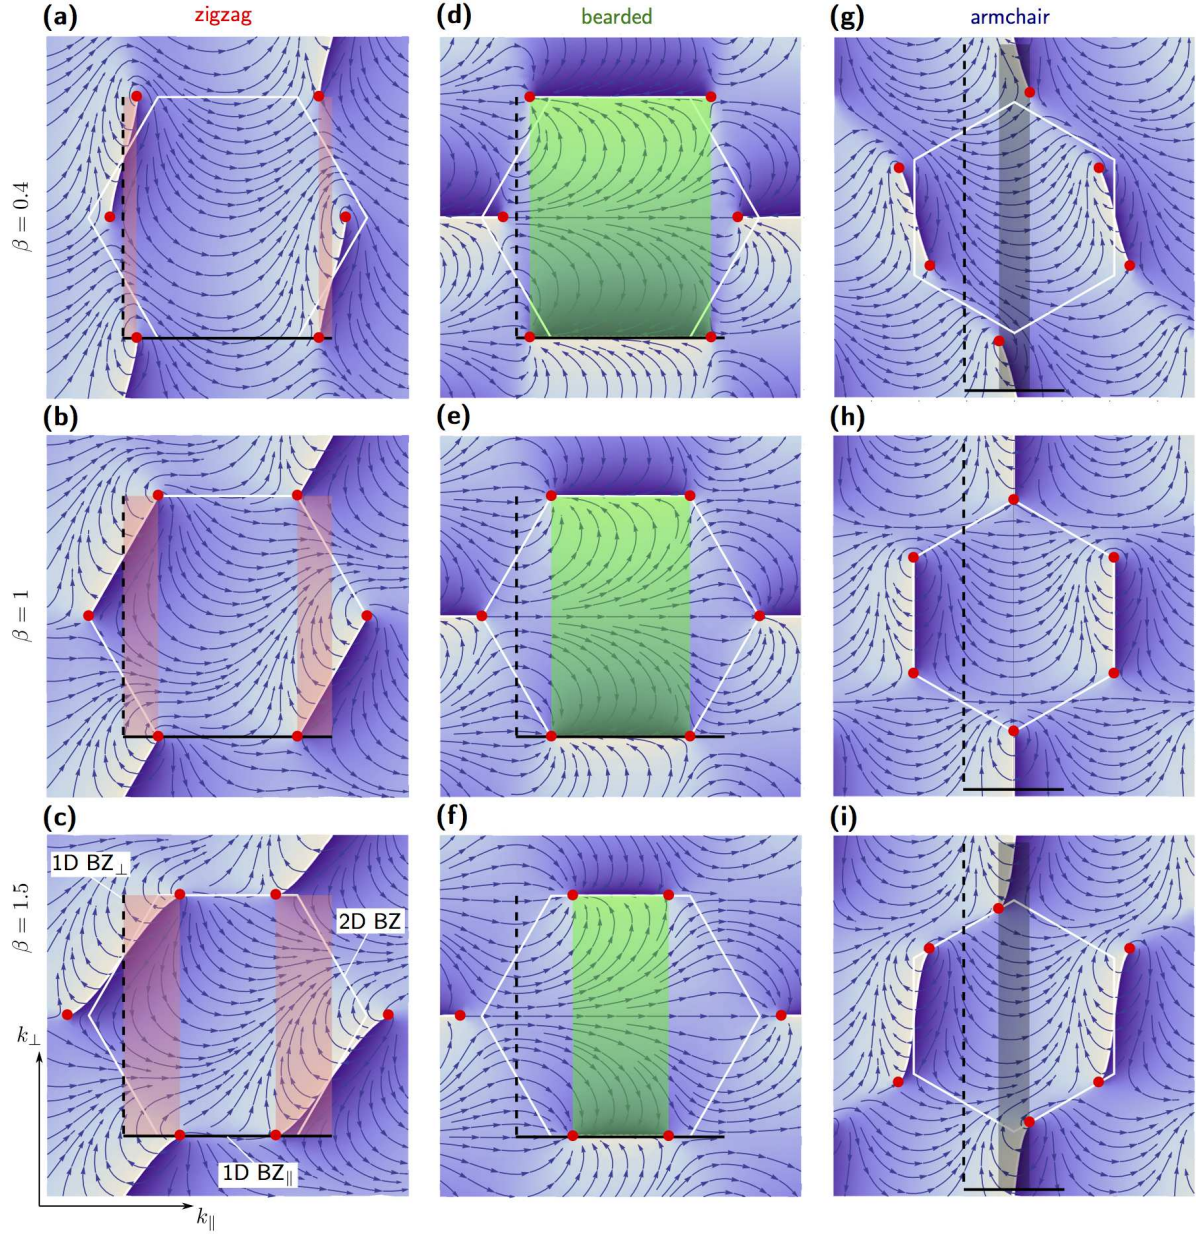 (a) zigzag (d) bearded (g) armchair
β = 0.4
(b) (e) (h)
β = 1
(c) (f) (i)
1D BZ⊥
β = 1.5
2D BZ
k⊥
1D BZ∥
k∥